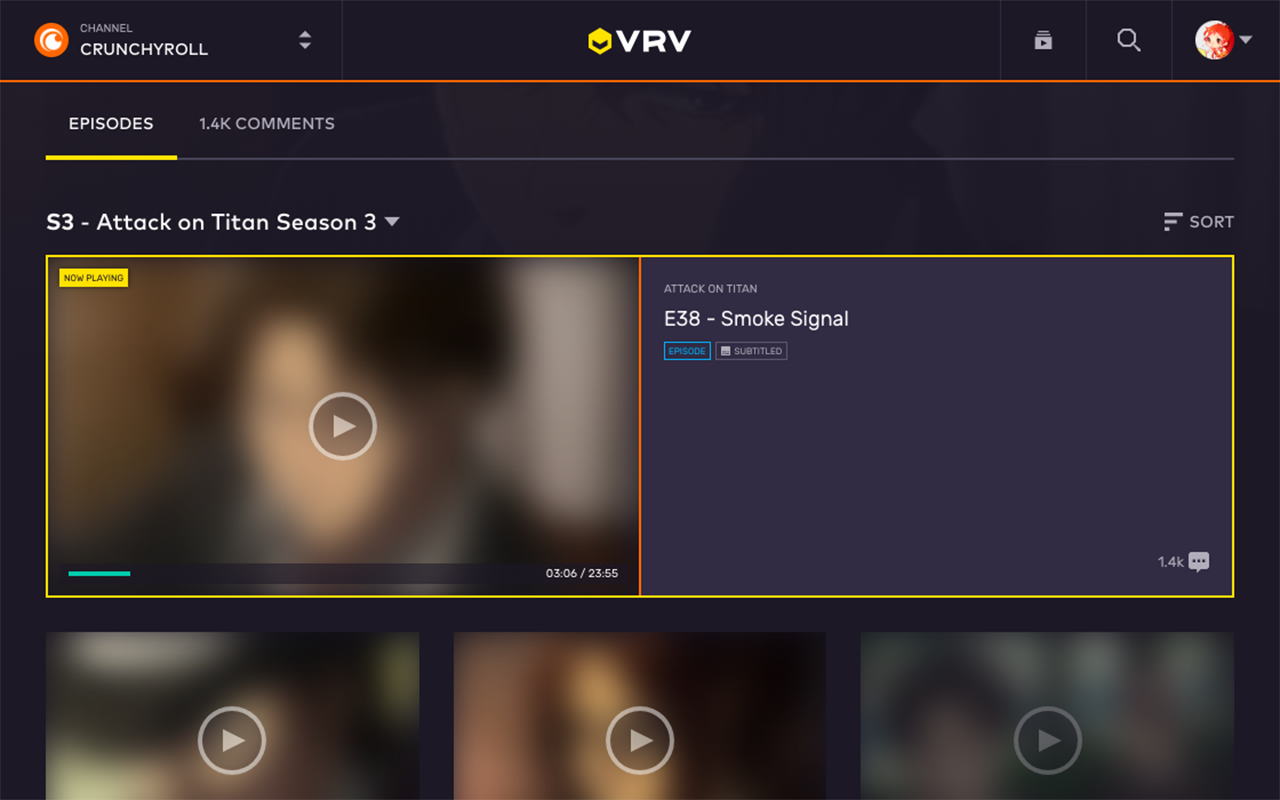 CHANNEL
CRUNCHYROLL
VRV
EPISODES
1.4K COMMENTS
S3 - Attack on Titan Season 3
SORT
NOW PLAYING
ATTACK ON TITAN
E38 - Smoke Signal
EPISODE
SUBTITLED
03:06 / 23:55
1.4k